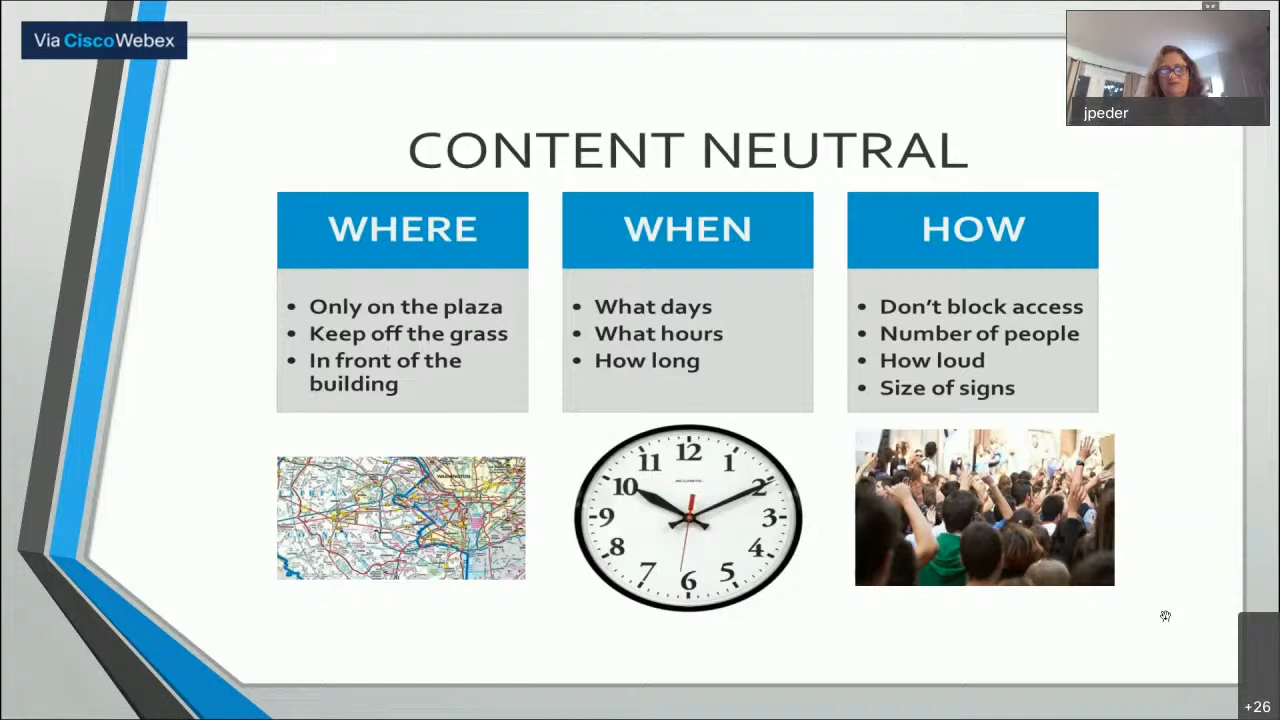 Via CiscoWebex
jpeder
CONTENT NEUTRAL
WHERE
• Only on the plaza
• Keep off the grass
• In front of the
building
WHEN
• What days
• What hours
• How long
HOW
• Don't block access
• Number of people
• How loud
• Size of signs
WASHINGTON
12
1
2
3
4
5
6
7
8
9
10
11
+26